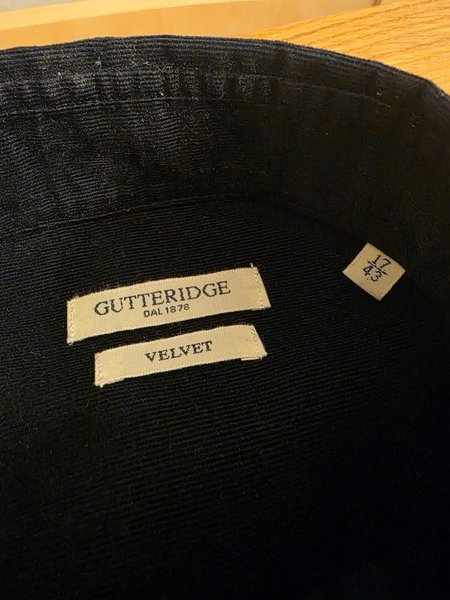 GUTTERIDGE
DAL 1878
VELVET
17
43